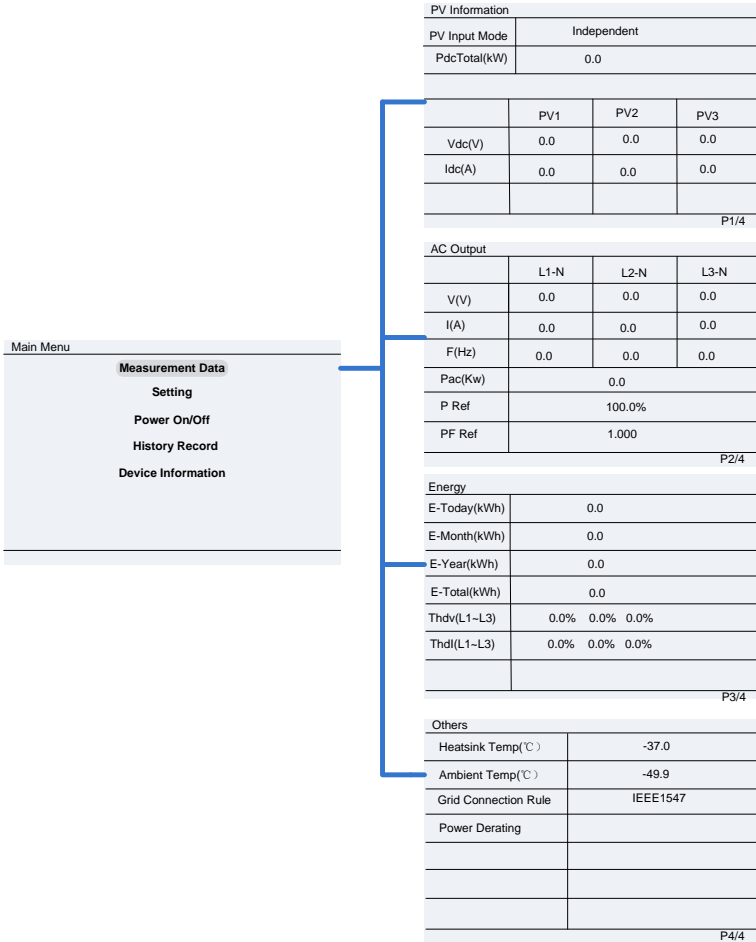 Main Menu
Measurement Data
Setting
Power On/Off
History Record
Device Information
PV Information
PV Input Mode Independent
PdcTotal(kW) 0.0
PV1 PV2 PV3
Vdc(V) 0.0 0.0 0.0
Idc(A) 0.0 0.0 0.0
P1/4
AC Output
L1-N L2-N L3-N
V(V) 0.0 0.0 0.0
I(A) 0.0 0.0 0.0
F(Hz) 0.0 0.0 0.0
Pac(Kw) 0.0
P Ref 100.0%
PF Ref 1.000
P2/4
Energy
E-Today(kWh) 0.0
E-Month(kWh) 0.0
E-Year(kWh) 0.0
E-Total(kWh) 0.0
Thdv(L1~L3) 0.0% 0.0% 0.0%
ThdI(L1~L3) 0.0% 0.0% 0.0%
P3/4
Others
Heatsink Temp(℃） -37.0
Ambient Temp(℃） -49.9
Grid Connection Rule IEEE1547
Power Derating
P4/4